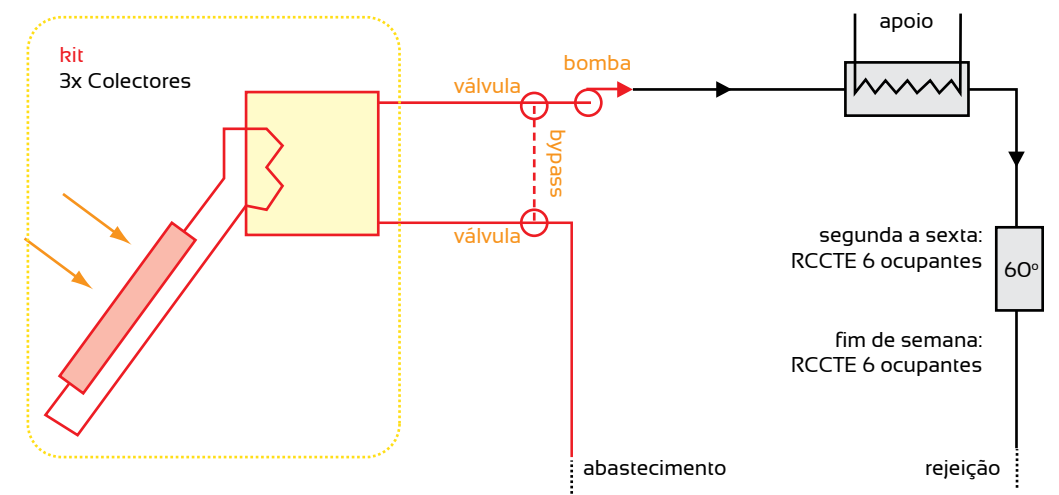 kit
3x Colectores
válvula
bomba
bypass
válvula
apoio
segunda a sexta:
RCCTE 6 ocupantes
60º
fim de semana:
RCCTE 6 ocupantes
abastecimento
rejeição